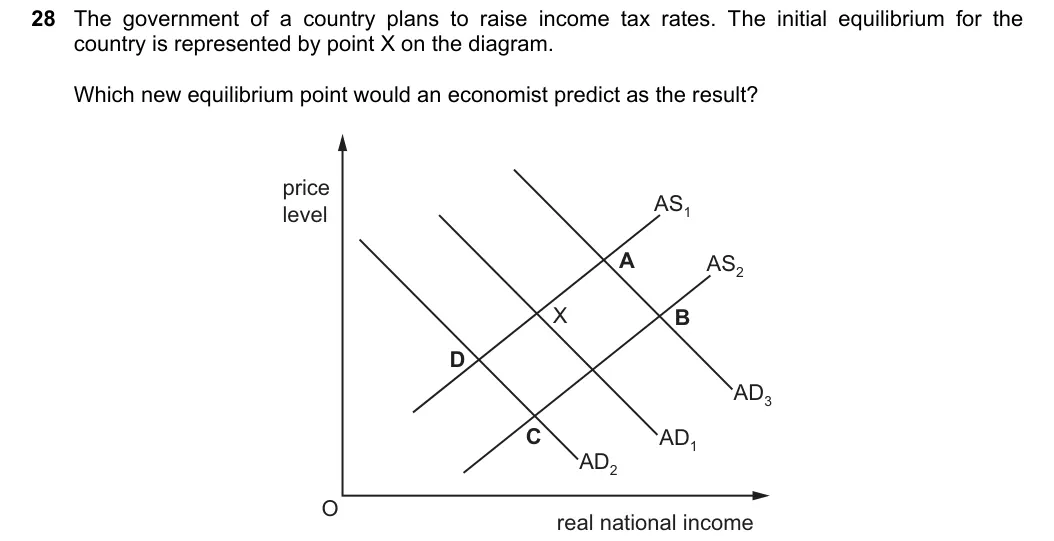 28 The government of a country plans to raise income tax rates. The initial equilibrium for the
country is represented by point X on the diagram.
Which new equilibrium point would an economist predict as the result?
price
level
AS₁
A
AS₂
X
B
D
AD₃
C
AD₁
AD₂
O
real national income